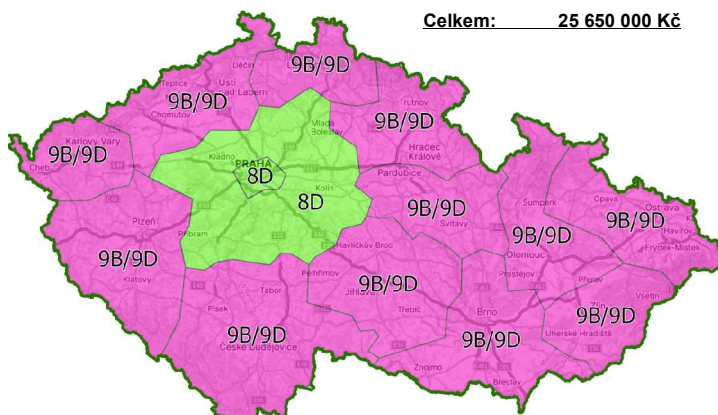 Celkem: 25 650 000 Kč
Děčín
9B/9D
Teplice
Ústí
nad Labem
9B/9D
Chomutov
Mladá
Boleslav
Trutnov
9B/9D
Hradec
Králové
Karlovy Vary
9B/9D
Cheb
Kladno
PRAHA
8D
Kolín
8D
Pardubice
9B/9D
Svitavy
Šumperk
Opava
Ostrava
9B/9D
Havířov
Frýdek-Místek
Plzeň
Příbram
9B/9D
Klatovy
Havlíčkův Brod
Pelhřimov
9B/9D
Jihlava
Třebíč
9B/9D
Olomouc
Prostějov
Přerov
Vsetín
Zlín
9B/9D
Uherské Hradiště
Tábor
Písek
9B/9D
České Budějovice
Brno
9B/9D
Znojmo
Břeclav